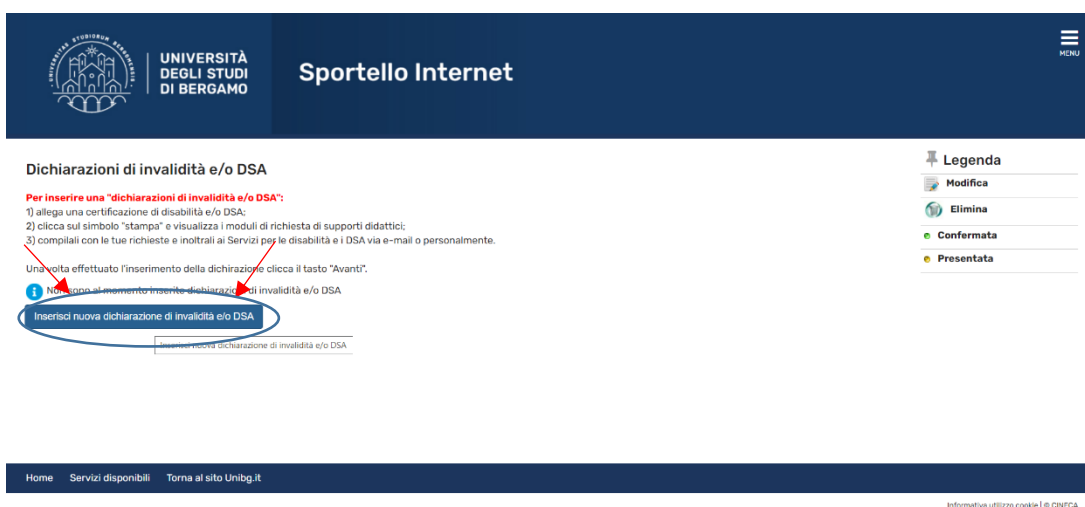 UNIVERSITÀ
DEGLI STUDI
DI BERGAMO
Sportello Internet
MENU
Dichiarazioni di invalidità e/o DSA
Per inserire una "dichiarazioni di invalidità e/o DSA":
1) allega una certificazione di disabilità e/o DSA;
2) clicca sul simbolo "stampa" e visualizza i moduli di richiesta di supporti didattici;
3) compilali con le tue richieste e inoltrali ai Servizi per le disabilità e i DSA via e-mail o personalmente.
Una volta effettuato l'inserimento della dichirazione clicca il tasto "Avanti".
Non sono al momento inserite dichiarazioni di invalidità e/o DSA
Inserisci nuova dichiarazione di invalidità e/o DSA
Inserisci nuova dichiarazione di invalidità e/o DSA
Legenda
Modifica
Elimina
Confermata
Presentata
Home Servizi disponibili Torna al sito Unibg.it
Informativa utilizzo cookie | © CINECA